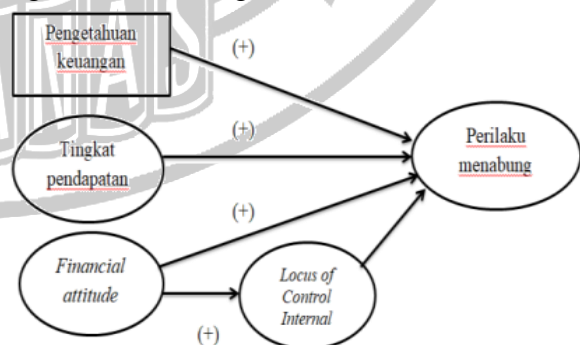 Pengetahuan
keuangan
(+)
Tingkat
pendapatan
(+)
Perilaku
menabung
(+)
Financial
attitude
Locus of
Control
Internal
(+)